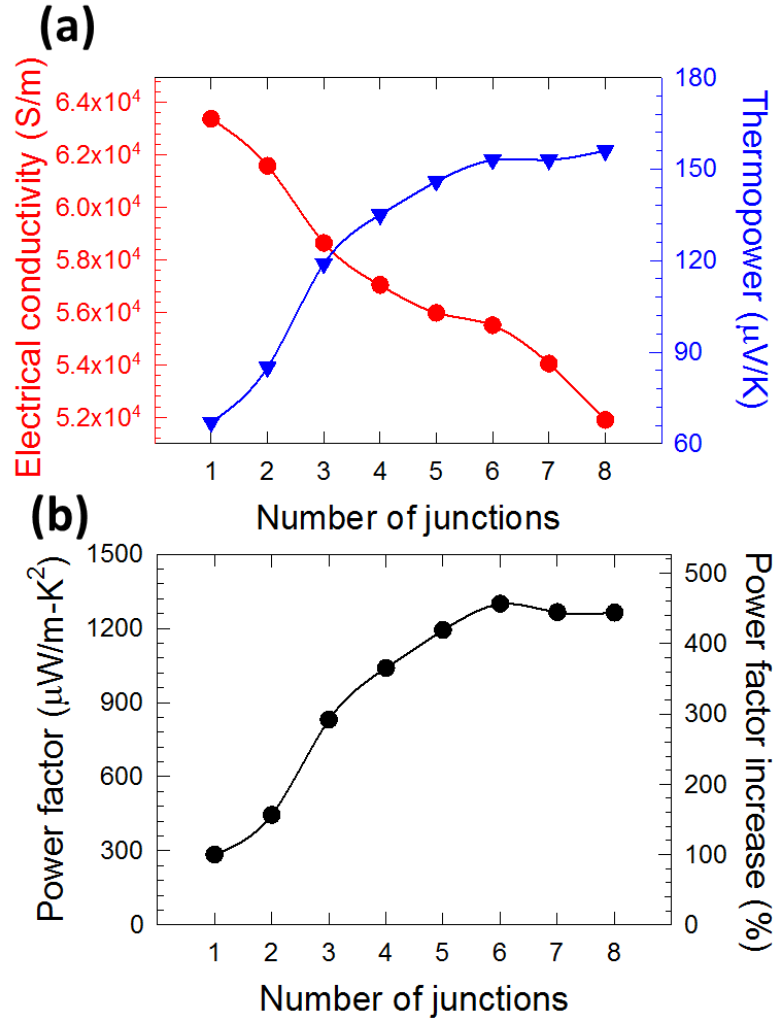 (a)
Electrical conductivity (S/m)
6.4x10⁴
6.2x10⁴
6.0x10⁴
5.8x10⁴
5.6x10⁴
5.4x10⁴
5.2x10⁴
180
150
120
90
60
Thermopower (μV/K)
1 2 3 4 5 6 7 8
Number of junctions
(b)
Power factor (μW/m-K²)
1500
1200
900
600
300
0
500
400
300
200
100
0
Power factor increase (%)
1 2 3 4 5 6 7 8
Number of junctions